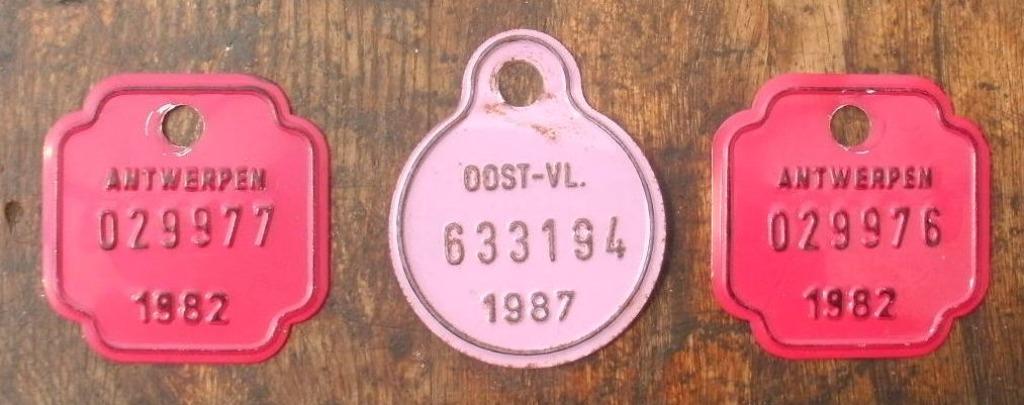 ANTWERPEN
029977
1982
OOST-VL.
633194
1987
ANTWERPEN
029976
1982